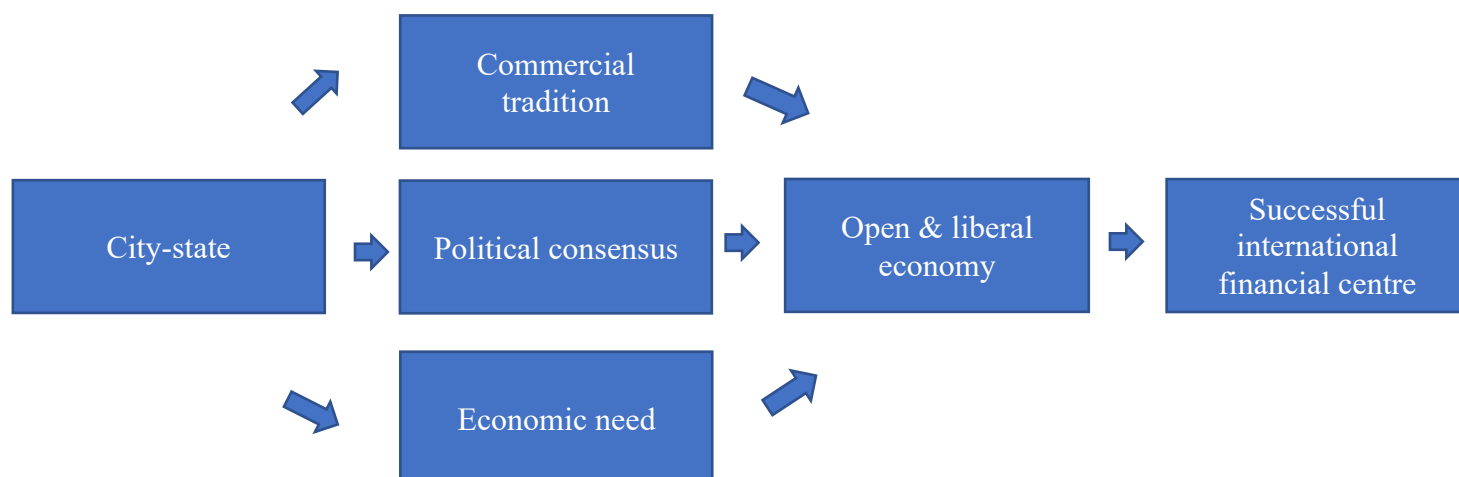 Commercial
tradition
City-state
Political consensus
Open & liberal
economy
Successful
international
financial centre
Economic need